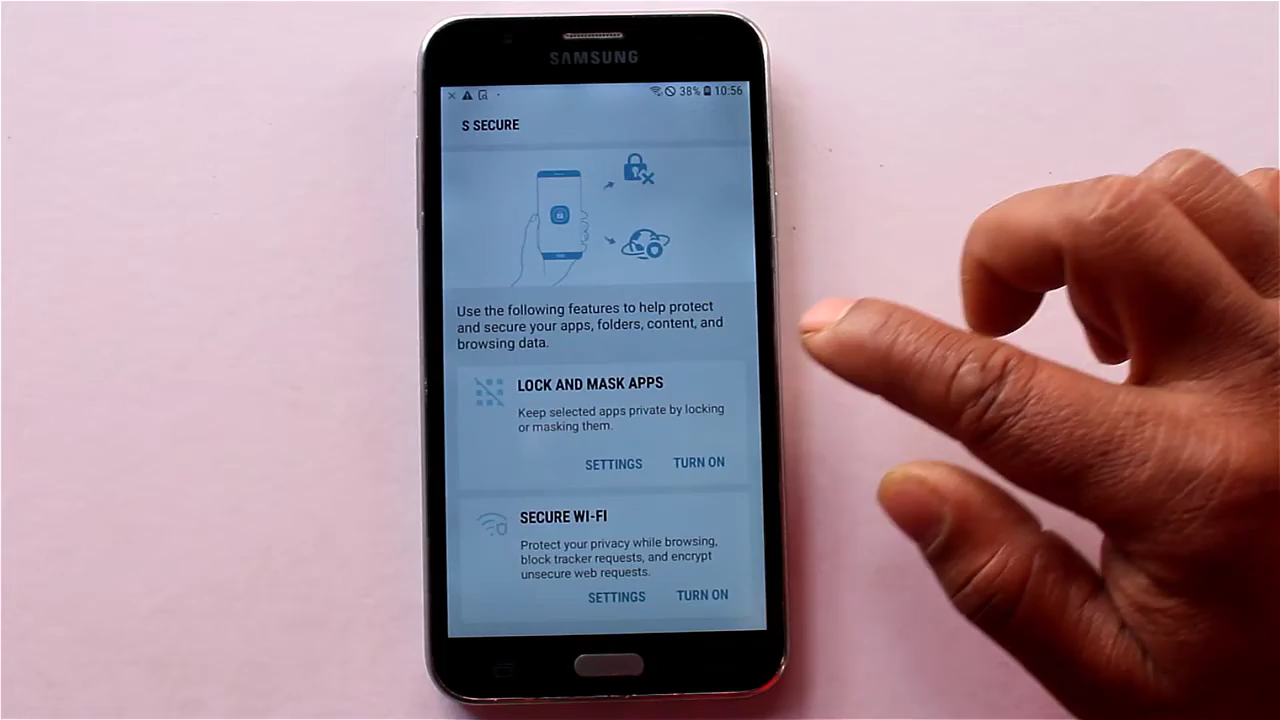 SAMSUNG
38% 10:56
S SECURE
Use the following features to help protect
and secure your apps, folders, content, and
browsing data.
LOCK AND MASK APPS
Keep selected apps private by locking
or masking them.
SETTINGS TURN ON
SECURE WI-FI
Protect your privacy while browsing,
block tracker requests, and encrypt
unsecure web requests.
SETTINGS TURN ON